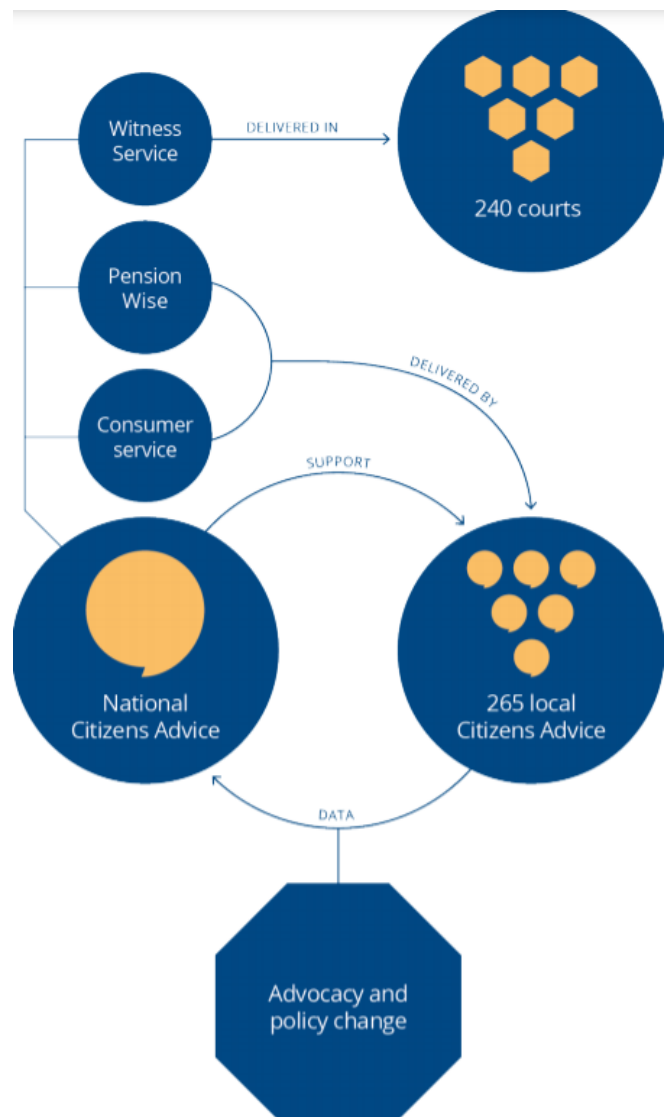 Witness
Service
DELIVERED IN
240 courts
Pension
Wise
DELIVERED BY
Consumer
service
SUPPORT
National
Citizens Advice
265 local
Citizens Advice
DATA
Advocacy and
policy change